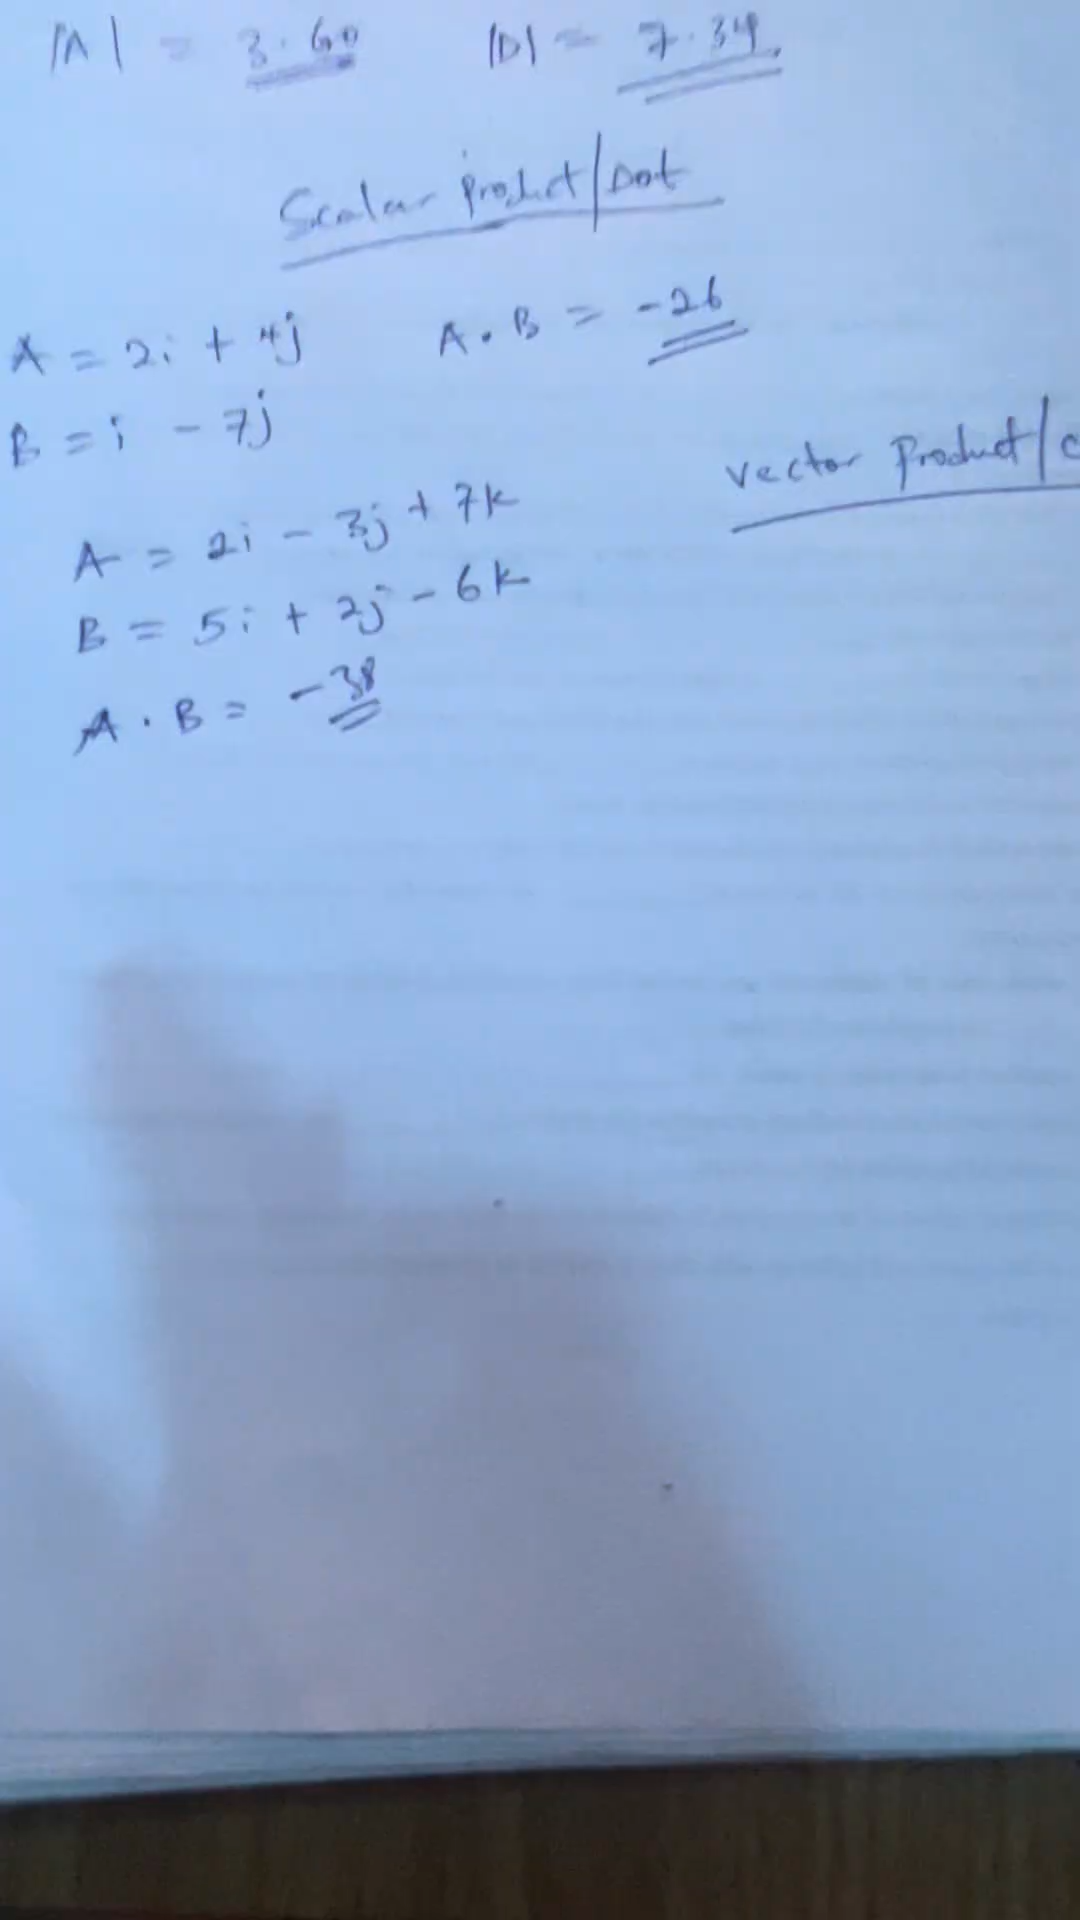 |A| = 3.60 |D| = 7.34
Scalar product/Dot
A = 2i + 4j A . B = -26
B = i - 7j
vector product/c
A = 2i - 3j + 7k
B = 5i + 2j - 6k
A . B = -38